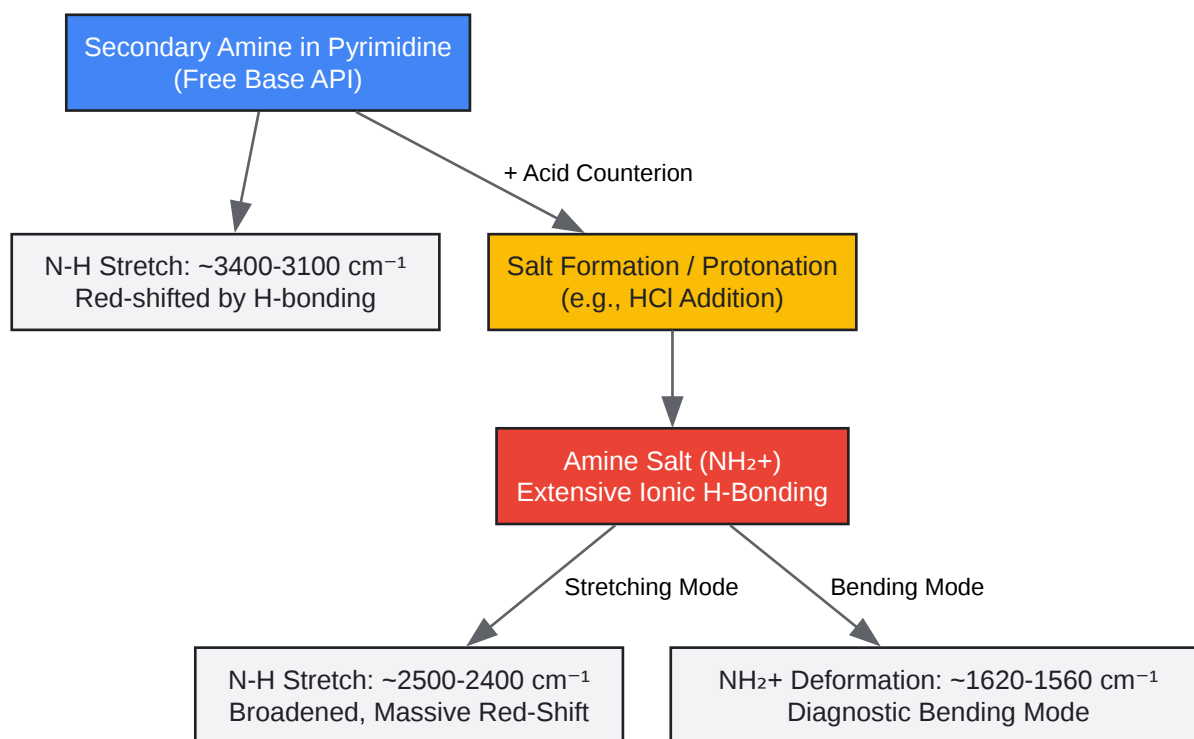 Secondary Amine in Pyrimidine
(Free Base API)
+ Acid Counterion
N-H Stretch: ~3400-3100 cm⁻¹
Red-shifted by H-bonding
Salt Formation / Protonation
(e.g., HCl Addition)
Amine Salt (NH₂+)
Extensive Ionic H-Bonding
Stretching Mode
Bending Mode
N-H Stretch: ~2500-2400 cm⁻¹
Broadened, Massive Red-Shift
NH₂+ Deformation: ~1620-1560 cm⁻¹
Diagnostic Bending Mode